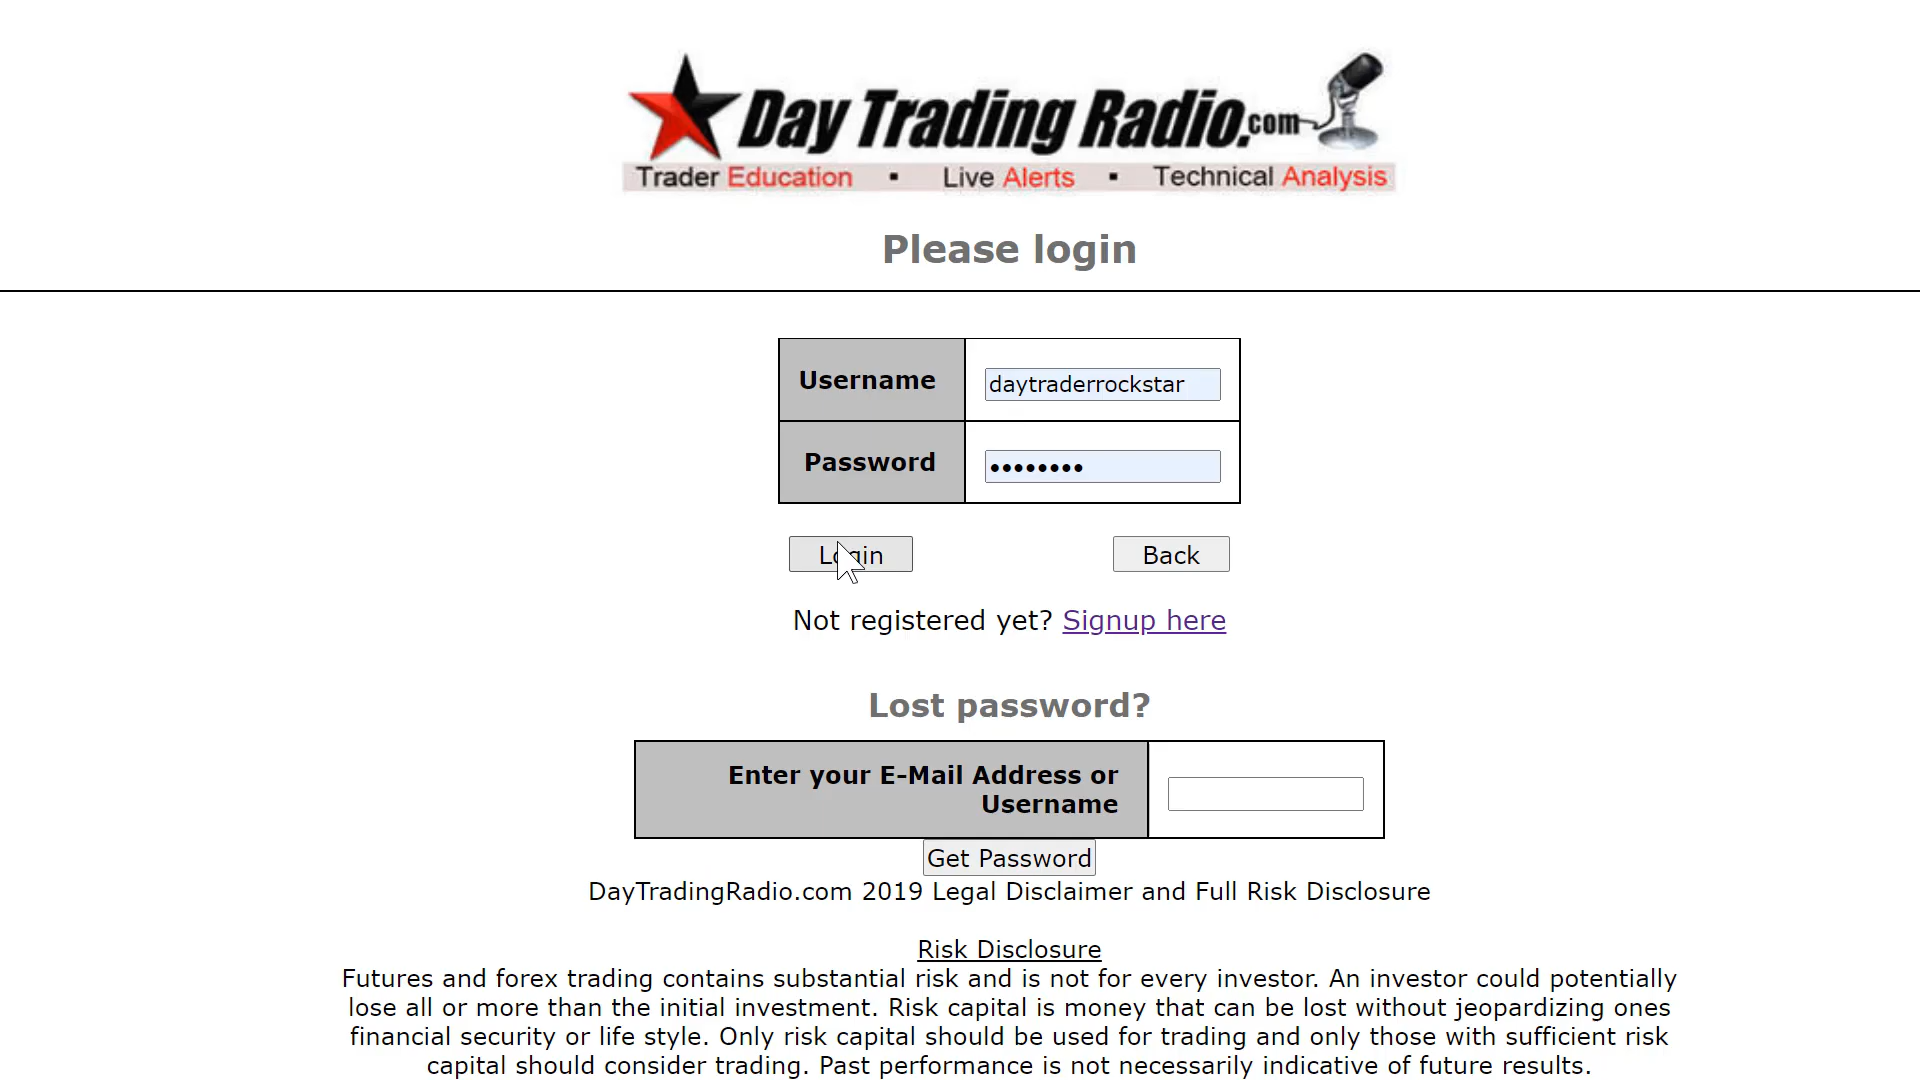 Day Trading Radio.com
Trader Education ▪ Live Alerts ▪ Technical Analysis
Please login
Username daytraderrockstar
Password ••••••••
Login Back
Not registered yet? Signup here
Lost password?
Enter your E-Mail Address or
Username
Get Password
DayTradingRadio.com 2019 Legal Disclaimer and Full Risk Disclosure
Risk Disclosure
Futures and forex trading contains substantial risk and is not for every investor. An investor could potentially
lose all or more than the initial investment. Risk capital is money that can be lost without jeopardizing ones
financial security or life style. Only risk capital should be used for trading and only those with sufficient risk
capital should consider trading. Past performance is not necessarily indicative of future results.